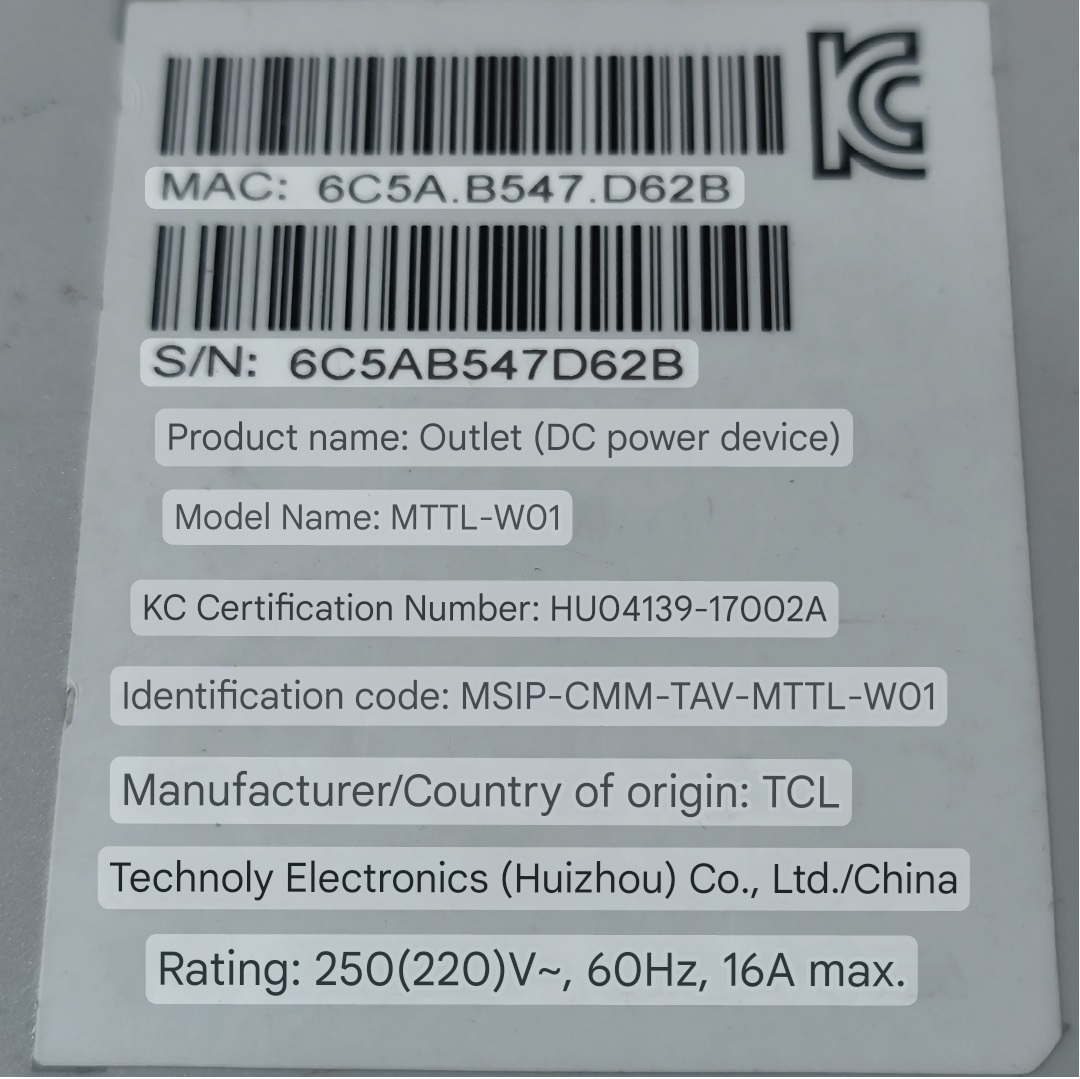 MAC: 6C5A.B547.D62B
S/N: 6C5AB547D62B
Product name: Outlet (DC power device)
Model Name: MTTL-W01
KC Certification Number: HU04139-17002A
Identification code: MSIP-CMM-TAV-MTTL-W01
Manufacturer/Country of origin: TCL
Technoly Electronics (Huizhou) Co., Ltd./China
Rating: 250(220)V~, 60Hz, 16A max.